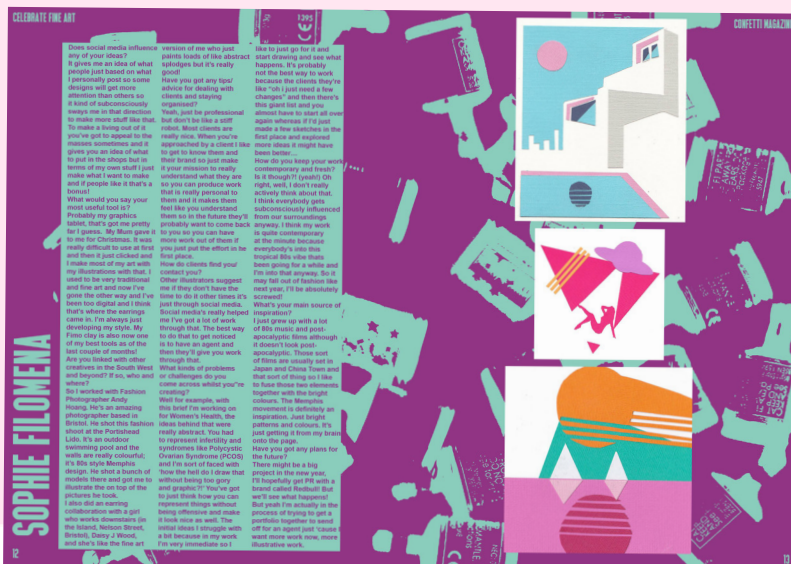 CELEBRATE FINE ART
CONFETTI MAGAZINE
SOPHIE FILOMENA
Does social media influence
any of your ideas?
It gives me an idea of what
people just based on what
I personally post so some
designs will get more
attention than others so
it kind of subconsciously
sways me in that direction
to make more stuff like that.
To make a living out of it
you've got to appeal to the
masses sometimes and it
gives you an idea of what
to put in the shops but in
terms of my own stuff I just
make what I want to make
and if people like it that's a
bonus!
What would you say your
most useful tool is?
Probably my graphics
tablet, that's got me pretty
far I guess. My Mum gave it
to me for Christmas. It was
really difficult to use at first
and then it just clicked and
I make most of my art with
my illustrations with that. I
used to be very traditional
and fine art and now I've
gone the other way and I've
been too digital and I think
that's where the earrings
came in. I'm always just
developing my style. My
Fimo clay is also now one
of my best tools as of the
last couple of months!
Are you linked with other
creatives in the South West
and beyond? If so, who and
where?
So I worked with Fashion
Photographer Andy
Hoang, He's an amazing
photographer based in
Bristol. He shot this fashion
shoot at the Portishead
Lido. It's an outdoor
swimming pool and the
walls are really colourful;
it's 80s style Memphis
design. He shot a bunch of
models there and got me to
illustrate on the top of the
pictures he took.
I also did an earring
collaboration with a girl
who works downstairs (in
the Island, Nelson Street,
Bristol), Daisy J Wood,
and she's like the fine art
version of me who just
paints loads of like abstract
splodges but it's really
good!
Have you got any tips/
advice for dealing with
clients and staying
organised?
Yeah, just be professional
but don't be like a stiff
robot. Most clients are
really nice. When you're
approached by a client I like
to get to know them and
their brand so just make
it your mission to really
understand what they are
so you can produce work
that is really personal to
them and it makes them
feel like you understand
them so in the future they'll
probably want to come back
to you so you can have
more work out of them if
you just put the effort in be
first place.
How do clients find you/
contact you?
Other illustrators suggest
me if they don't have the
time to do it other times it's
just through social media.
Social media's really helped
me I've got a lot of work
through that. The best way
to do that to get noticed
is to have an agent and
then they'll give you work
through that.
What kinds of problems
or challenges do you
come across whilst you're
creating?
Well for example, with
this brief I'm working on
for Women's Health, the
ideas behind that were
really abstract. You had
to represent infertility and
syndromes like Polycystic
Ovarian Syndrome (PCOS)
and I'm sort of faced with
'how the hell do I draw that
without being too gory
and graphic?!' You've got
to just think how you can
represent things without
being offensive and make
it look nice as well. The
initial ideas I struggle with
a bit because in my work
I'm very immediate so I
like to just go for it and
start drawing and see what
happens. It's probably
not the best way to work
because the clients they're
like "oh i just need a few
changes" and then there's
this giant list and you
almost have to start all over
again whereas if I'd just
made a few sketches in the
first place and explored
more ideas it might have
been better...
How do you keep your work
contemporary and fresh?
Is it though?! (yeah!) Oh
right, well, I don't really
actively think about that.
I think everybody gets
subconsciously influenced
from our surroundings
anyway. I think my work
is quite contemporary
at the minute because
everybody's into this
tropical 80s vibe thats
been going for a while and
I'm into that anyway. So it
may fall out of fashion like
next year, I'll be absolutely
screwed!
What's your main source of
inspiration?
I just grew up with a lot
of 80s music and post-
apocalyptic films although
it doesn't look post-
apocalyptic. Those sort
of films are usually set in
Japan and China Town and
that sort of thing so I like
to fuse those two elements
together with the bright
colours. The Memphis
movement is definitely an
inspiration. Just bright
patterns and colours. It's
just getting it from my brain
onto the page.
Have you got any plans for
the future?
There might be a big
project in the new year,
I'll hopefully get PR with a
brand called Redbull! But
we'll see what happens!
But yeah I'm actually in the
process of trying to get a
portfolio together to send
off for an agent just 'cause I
want more work now, more
illustrative work.
12
13